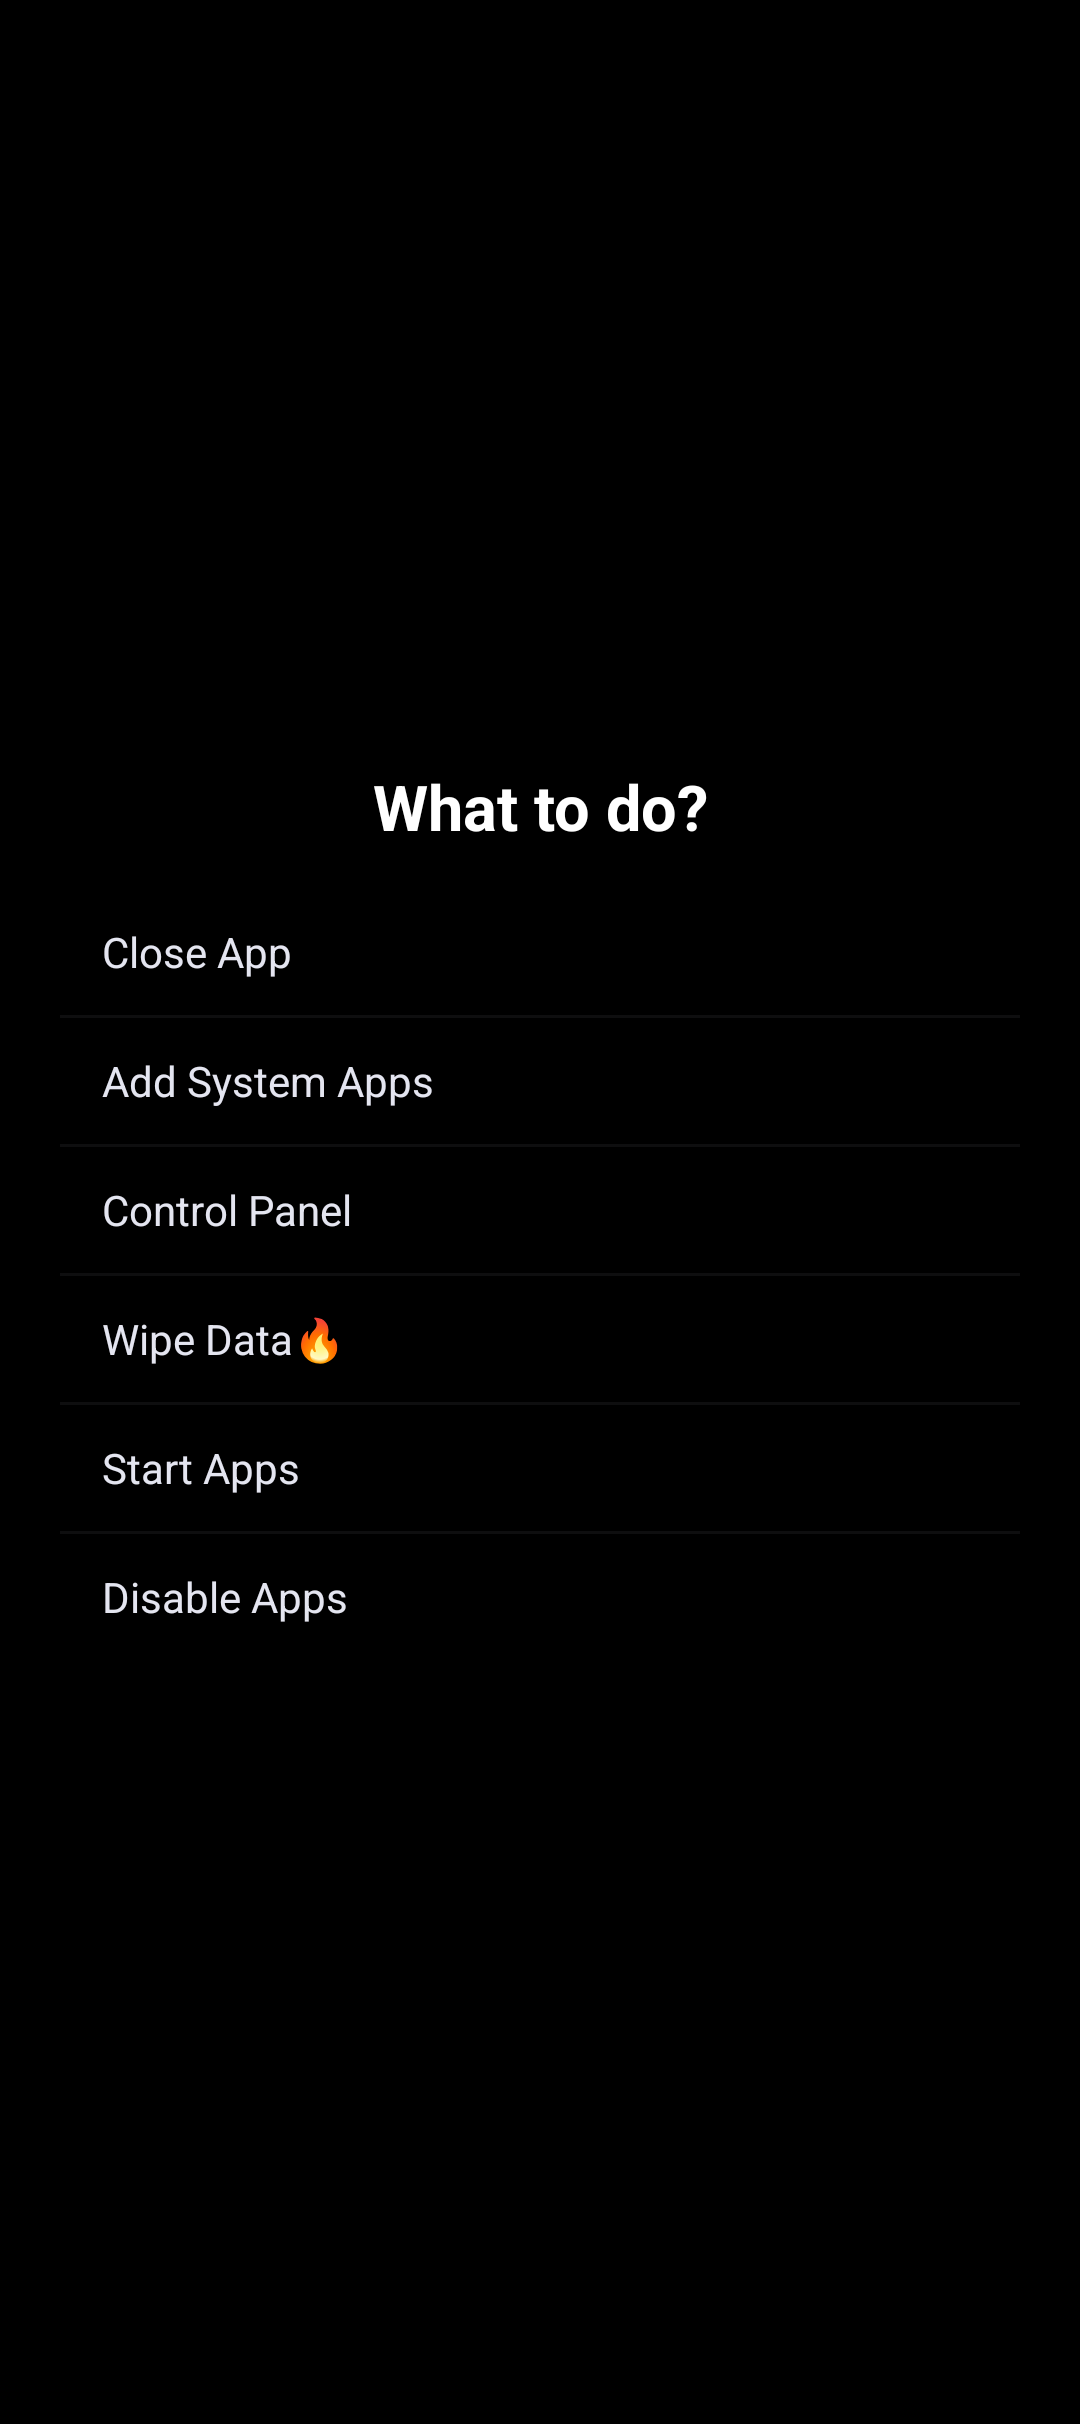 What to do?
Close App
Add System Apps
Control Panel
Wipe Data🔥
Start Apps
Disable Apps